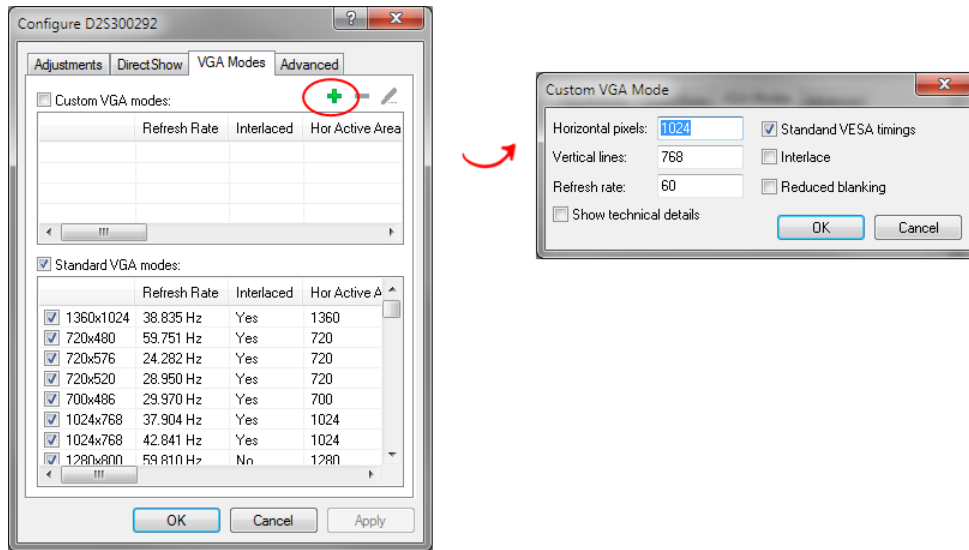 Configure D2S300292
Adjustments DirectShow VGA Modes Advanced
Custom VGA modes:
Refresh Rate Interlaced Hor Active Area
Standard VGA modes:
Refresh Rate Interlaced Hor Active A
1360x1024 38.835 Hz Yes 1360
720x480 59.751 Hz Yes 720
720x576 24.282 Hz Yes 720
720x520 28.950 Hz Yes 720
700x486 29.970 Hz Yes 700
1024x768 37.904 Hz Yes 1024
1024x768 42.841 Hz Yes 1024
1280x800 59.810 Hz No 1280
OK Cancel Apply
Custom VGA Mode
Horizontal pixels: 1024 Standard VESA timings
Vertical lines: 768 Interlace
Refresh rate: 60 Reduced blanking
Show technical details
OK Cancel